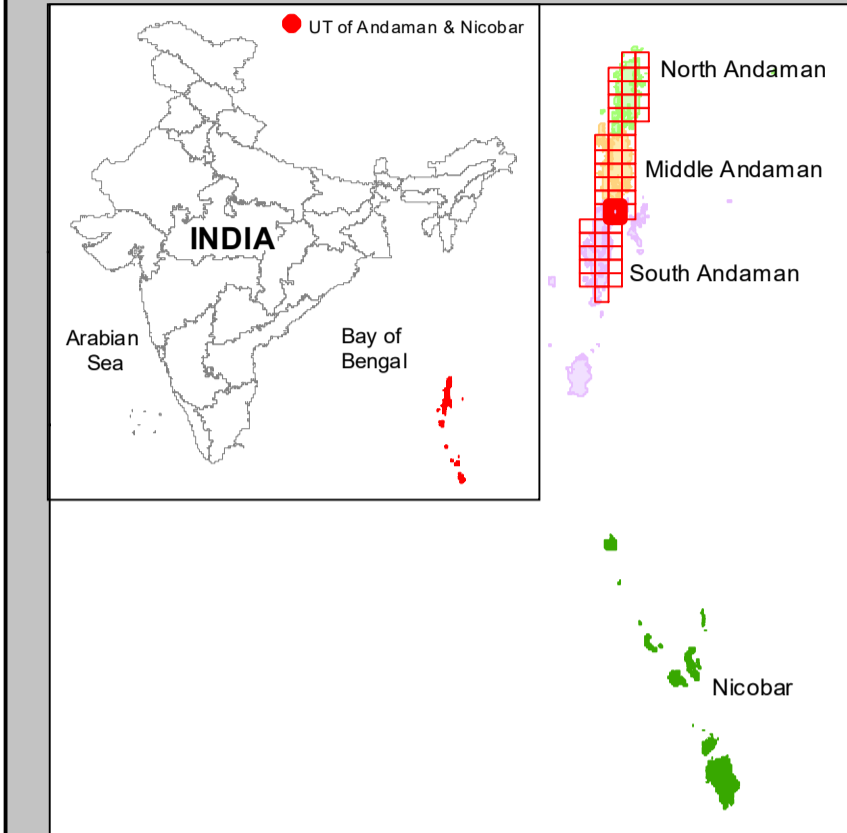 UT of Andaman & Nicobar
INDIA
Arabian
Sea
Bay of
Bengal
North Andaman
Middle Andaman
South Andaman
Nicobar